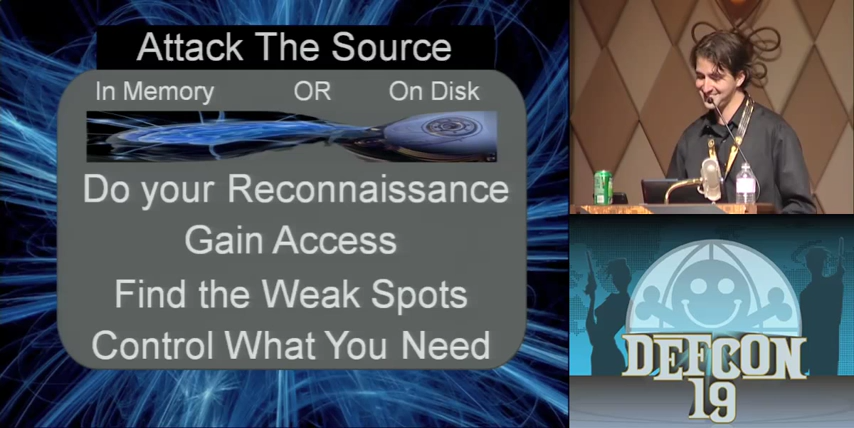 Attack The Source
In Memory OR On Disk
Do your Reconnaissance
Gain Access
Find the Weak Spots
Control What You Need
DEFCON
19